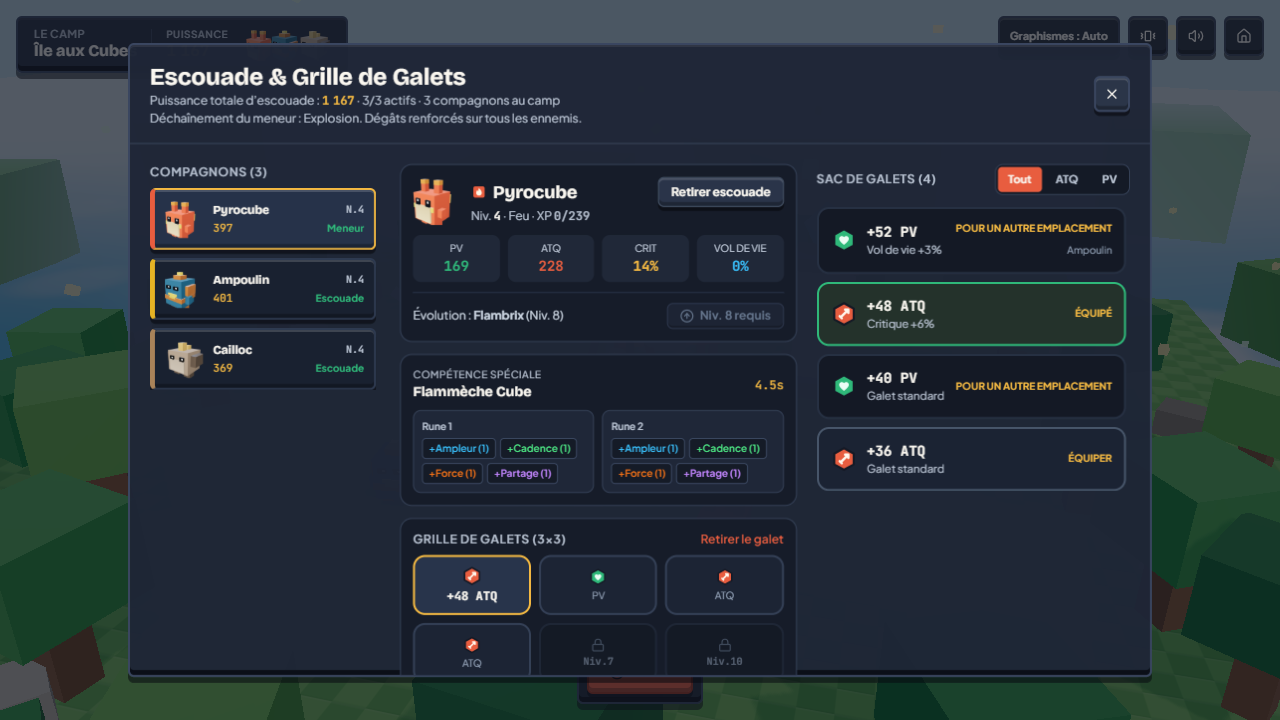 LE CAMP
Île aux Cube
PUISSANCE
Graphismes : Auto
Escouade & Grille de Galets
Puissance totale d'escouade : 1 167 · 3/3 actifs · 3 compagnons au camp
Déchaînement du meneur : Explosion. Dégâts renforcés sur tous les ennemis.
COMPAGNONS (3)
Pyrocube
N.4
397
Meneur
Ampoulin
N.4
401
Escouade
Cailloc
N.4
369
Escouade
Pyrocube
Retirer escouade
Niv. 4 · Feu · XP 0/239
PV
169
ATQ
228
CRIT
14%
VOL DE VIE
0%
Évolution : Flambrix (Niv. 8)
Niv. 8 requis
COMPÉTENCE SPÉCIALE
Flammèche Cube
4.5s
Rune 1
+Ampleur (1)
+Cadence (1)
+Force (1)
+Partage (1)
Rune 2
+Ampleur (1)
+Cadence (1)
+Force (1)
+Partage (1)
GRILLE DE GALETS (3×3)
Retirer le galet
+48 ATQ
PV
ATQ
ATQ
Niv.7
Niv.10
SAC DE GALETS (4)
Tout
ATQ
PV
+52 PV
Vol de vie +3%
POUR UN AUTRE EMPLACEMENT
Ampoulin
+48 ATQ
Critique +6%
ÉQUIPÉ
+40 PV
Galet standard
POUR UN AUTRE EMPLACEMENT
+36 ATQ
Galet standard
ÉQUIPER